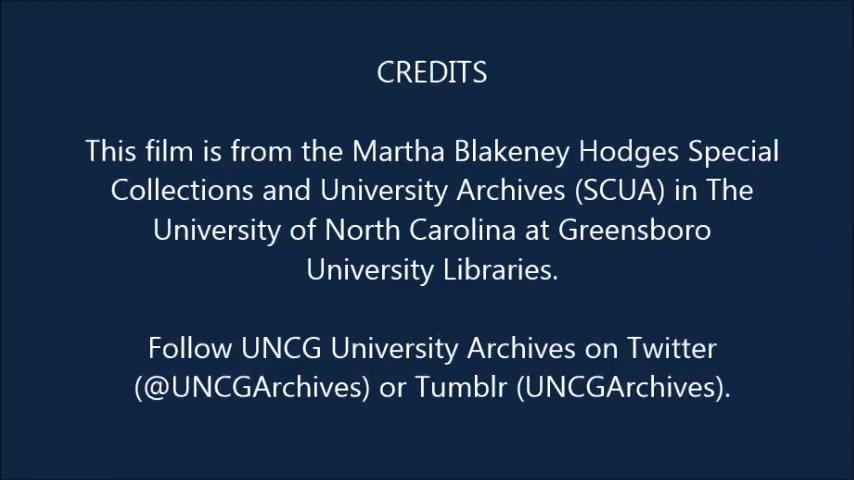 CREDITS
This film is from the Martha Blakeney Hodges Special
Collections and University Archives (SCUA) in The
University of North Carolina at Greensboro
University Libraries.
Follow UNCG University Archives on Twitter
(@UNCGArchives) or Tumblr (UNCGArchives).